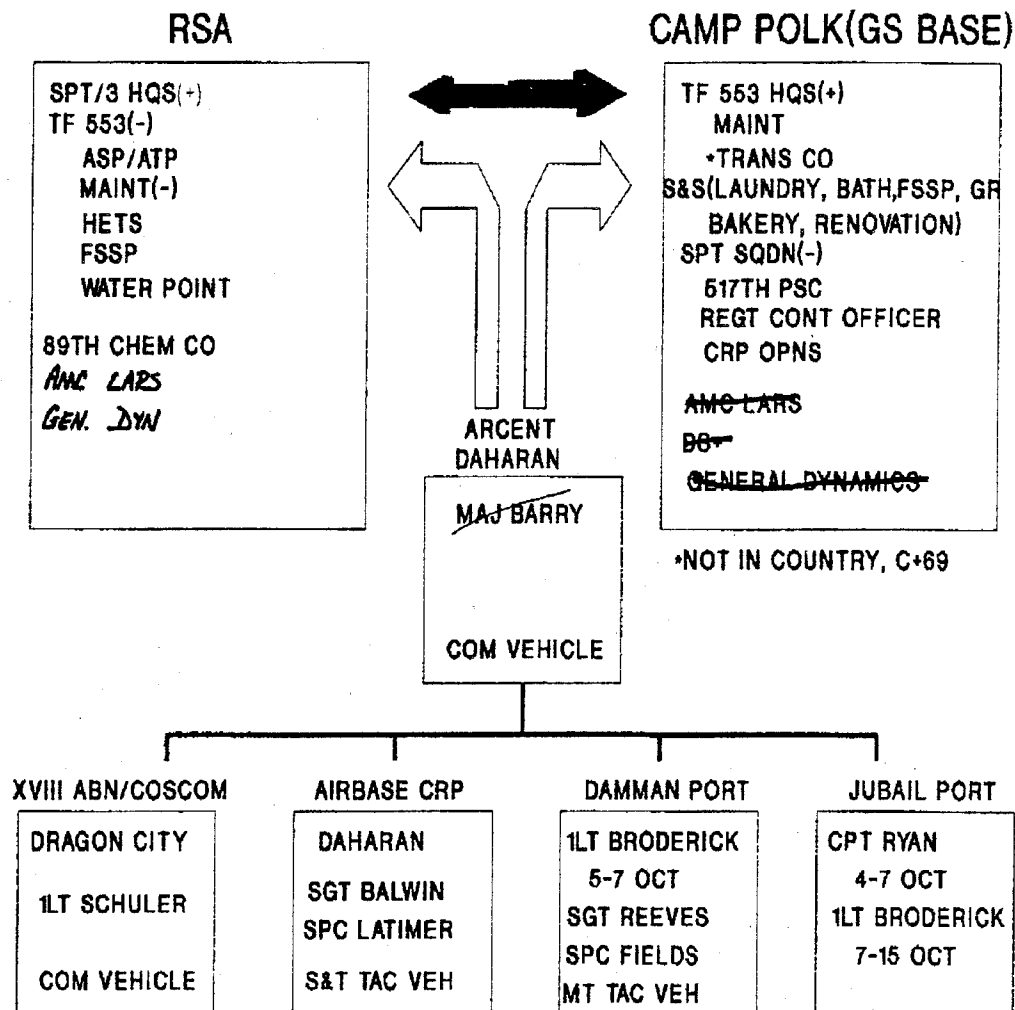 RSA
SPT/3 HQS(+)
TF 553(-)
ASP/ATP
MAINT(-)
HETS
FSSP
WATER POINT
89TH CHEM CO
AMC LARS
GEN. DYN
CAMP POLK(GS BASE)
TF 553 HQS(+)
MAINT
*TRANS CO
S&S(LAUNDRY, BATH,FSSP, GR
BAKERY, RENOVATION)
SPT SQDN(-)
517TH PSC
REGT CONT OFFICER
CRP OPNS
AMC LARS
GENERAL DYNAMICS
*NOT IN COUNTRY, C+69
ARCENT
DAHARAN
MAJ BARRY
COM VEHICLE
XVIII ABN/COSCOM
DRAGON CITY
1LT SCHULER
COM VEHICLE
AIRBASE CRP
DAHARAN
SGT BALWIN
SPC LATIMER
S&T TAC VEH
DAMMAN PORT
1LT BRODERICK
5-7 OCT
SGT REEVES
SPC FIELDS
MT TAC VEH
JUBAIL PORT
CPT RYAN
4-7 OCT
1LT BRODERICK
7-15 OCT